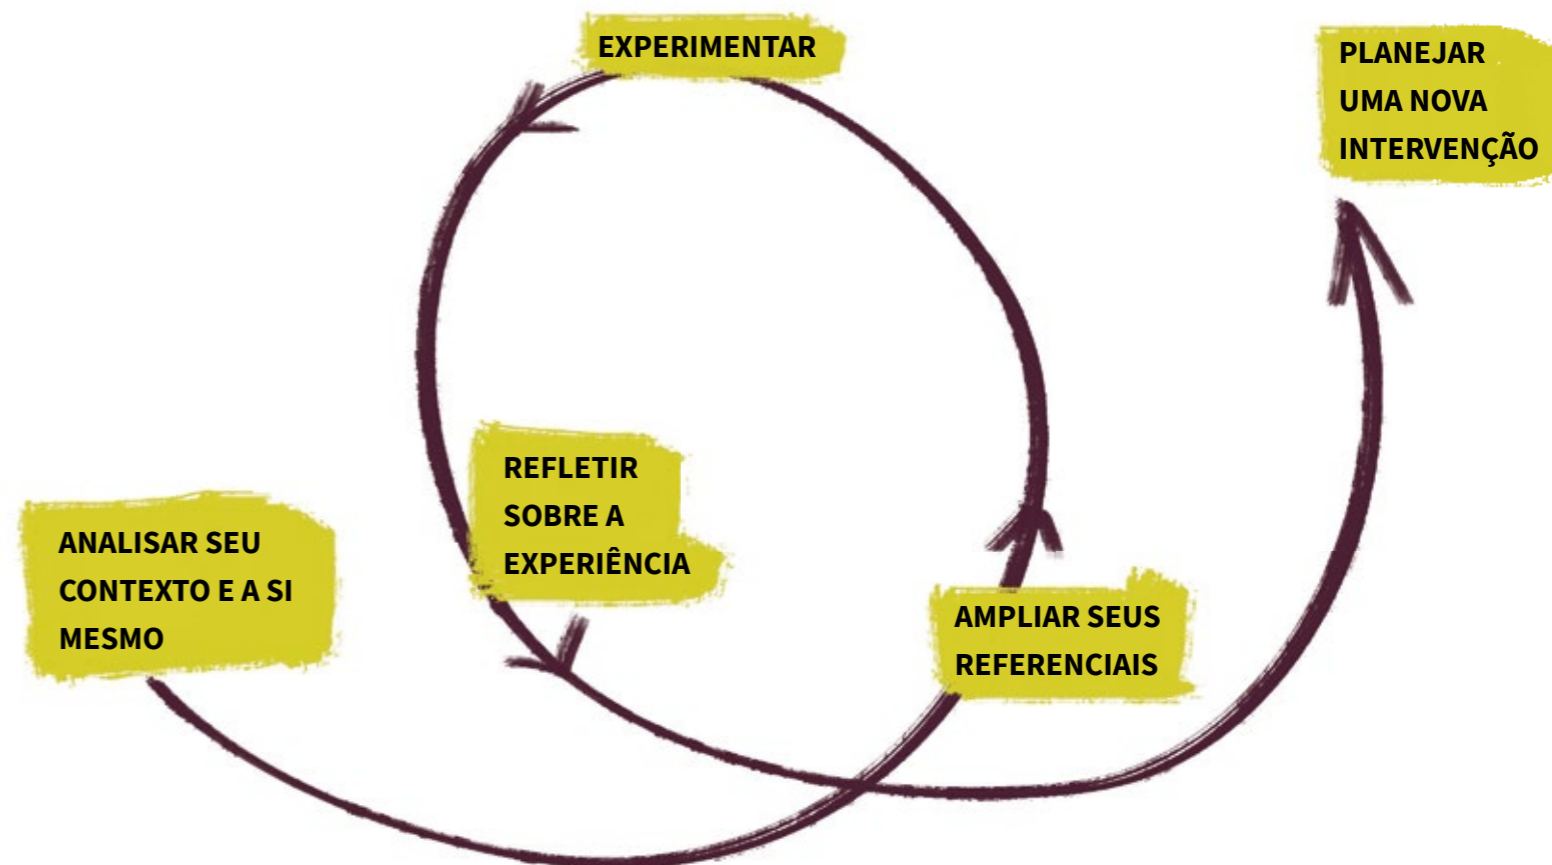 EXPERIMENTAR
PLANEJAR
UMA NOVA
INTERVENÇÃO
REFLETIR
SOBRE A
EXPERIÊNCIA
ANALISAR SEU
CONTEXTO E A SI
MESMO
AMPLIAR SEUS
REFERENCIAIS